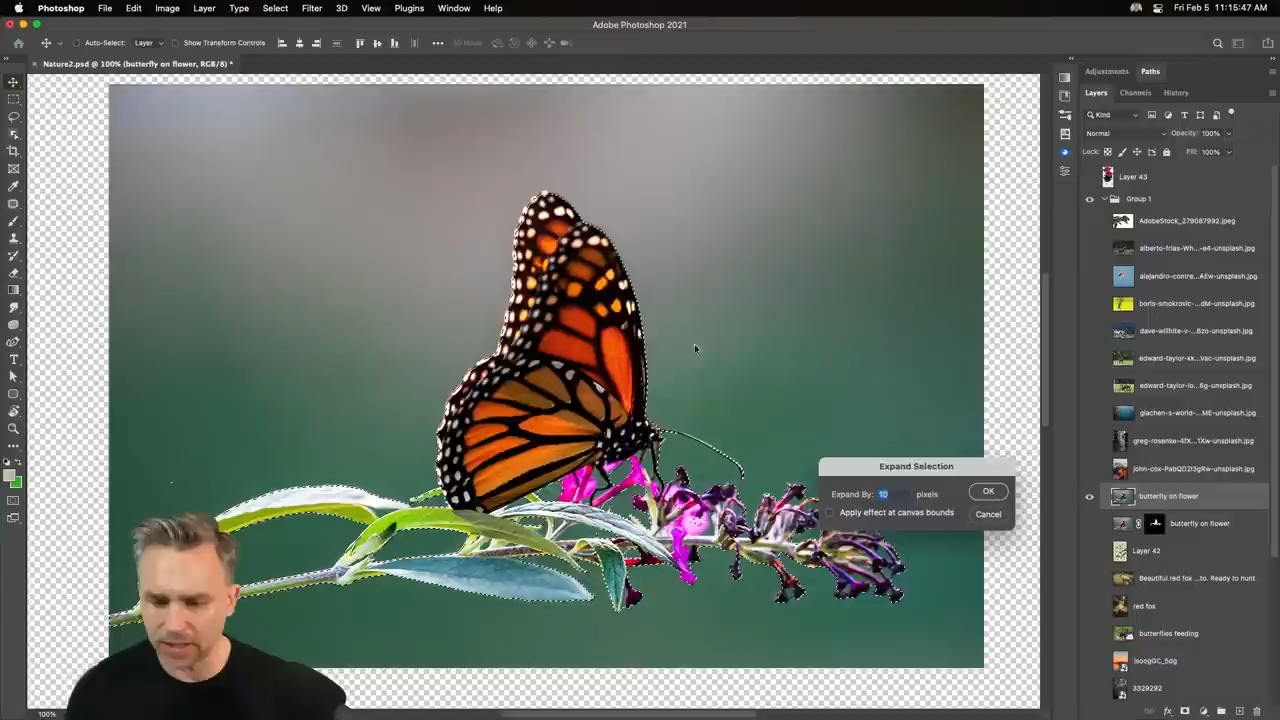 Photoshop File Edit Image Layer Type Select Filter 3D View Plugins Window Help Fri Feb 5 11:15:47 AM
Adobe Photoshop 2021
Auto-Select: Layer Show Transform Controls 3D Mode
Nature2.psd @ 100% (butterfly on flower, RGB/8) *
Adjustments Paths
Layers Channels History
Kind
Normal Opacity: 100%
Lock: Fill: 100%
Layer 43
Group 1
AdobeStock_279087992.jpeg
alberto-frias-Wh...-e4-unsplash.jpg
alejandro-contre...AEw-unsplash.jpg
boris-smokrovic-...dM-unsplash.jpg
dave-willhite-v-...6zo-unsplash.jpg
edward-taylor-kk...Vac-unsplash.jpg
edward-taylor-lo...6g-unsplash.jpg
glachen-s-world-...ME-unsplash.jpg
greg-rosenke-4fX...1Xw-unsplash.jpg
john-cox-PabQD2I3gRw-unsplash.jpg
butterfly on flower
butterfly on flower
Layer 42
Beautiful red fox ...to. Ready to hunt
red fox
butterflies feeding
3329292
Expand Selection
Expand By: 10 pixels OK
Apply effect at canvas bounds Cancel
100%